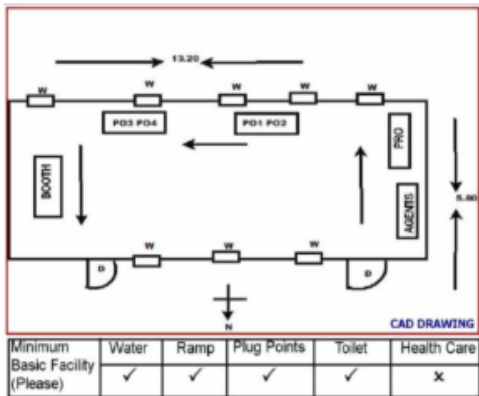 13.20
W W W W W
PO3 PO4 PO1 PO2 PRO
BOOTH
AGENTS
5.80
D W W W D
N
CAD DRAWING
Minimum Basic Facility (Please) Water Ramp Plug Points Toilet Health Care
✓ ✓ ✓ ✓ x